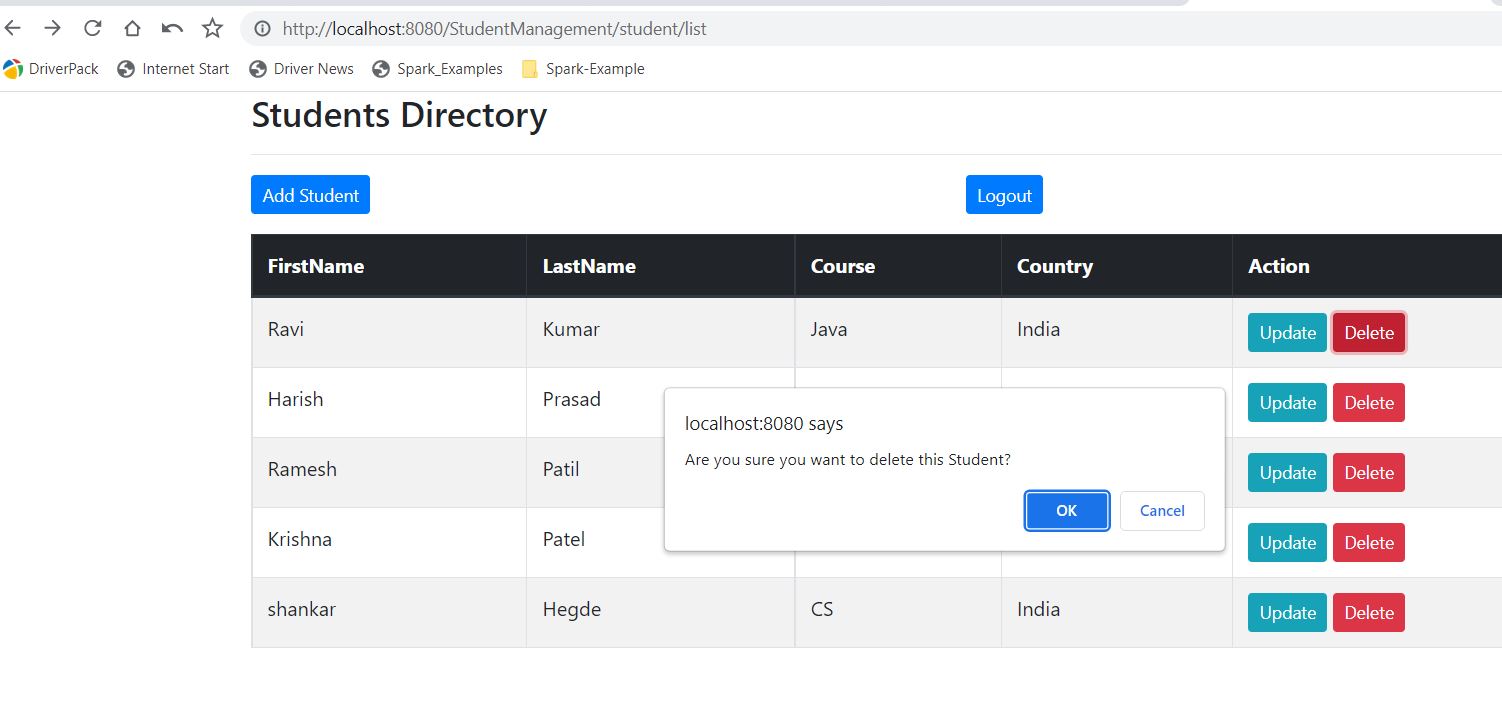 http://localhost:8080/StudentManagement/student/list
DriverPack Internet Start Driver News Spark_Examples Spark-Example
Students Directory
Add Student Logout
FirstName LastName Course Country Action
Ravi Kumar Java India Update Delete
Harish Prasad Update Delete
Ramesh Patil Update Delete
Krishna Patel Update Delete
shankar Hegde CS India Update Delete
localhost:8080 says
Are you sure you want to delete this Student?
OK Cancel